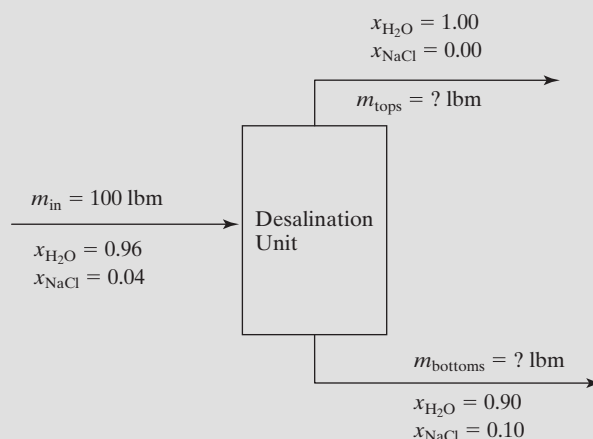 x_H₂O = 1.00
x_NaCl = 0.00
m_tops = ? lbm
m_in = 100 lbm
x_H₂O = 0.96
x_NaCl = 0.04
Desalination
Unit
m_bottoms = ? lbm
x_H₂O = 0.90
x_NaCl = 0.10